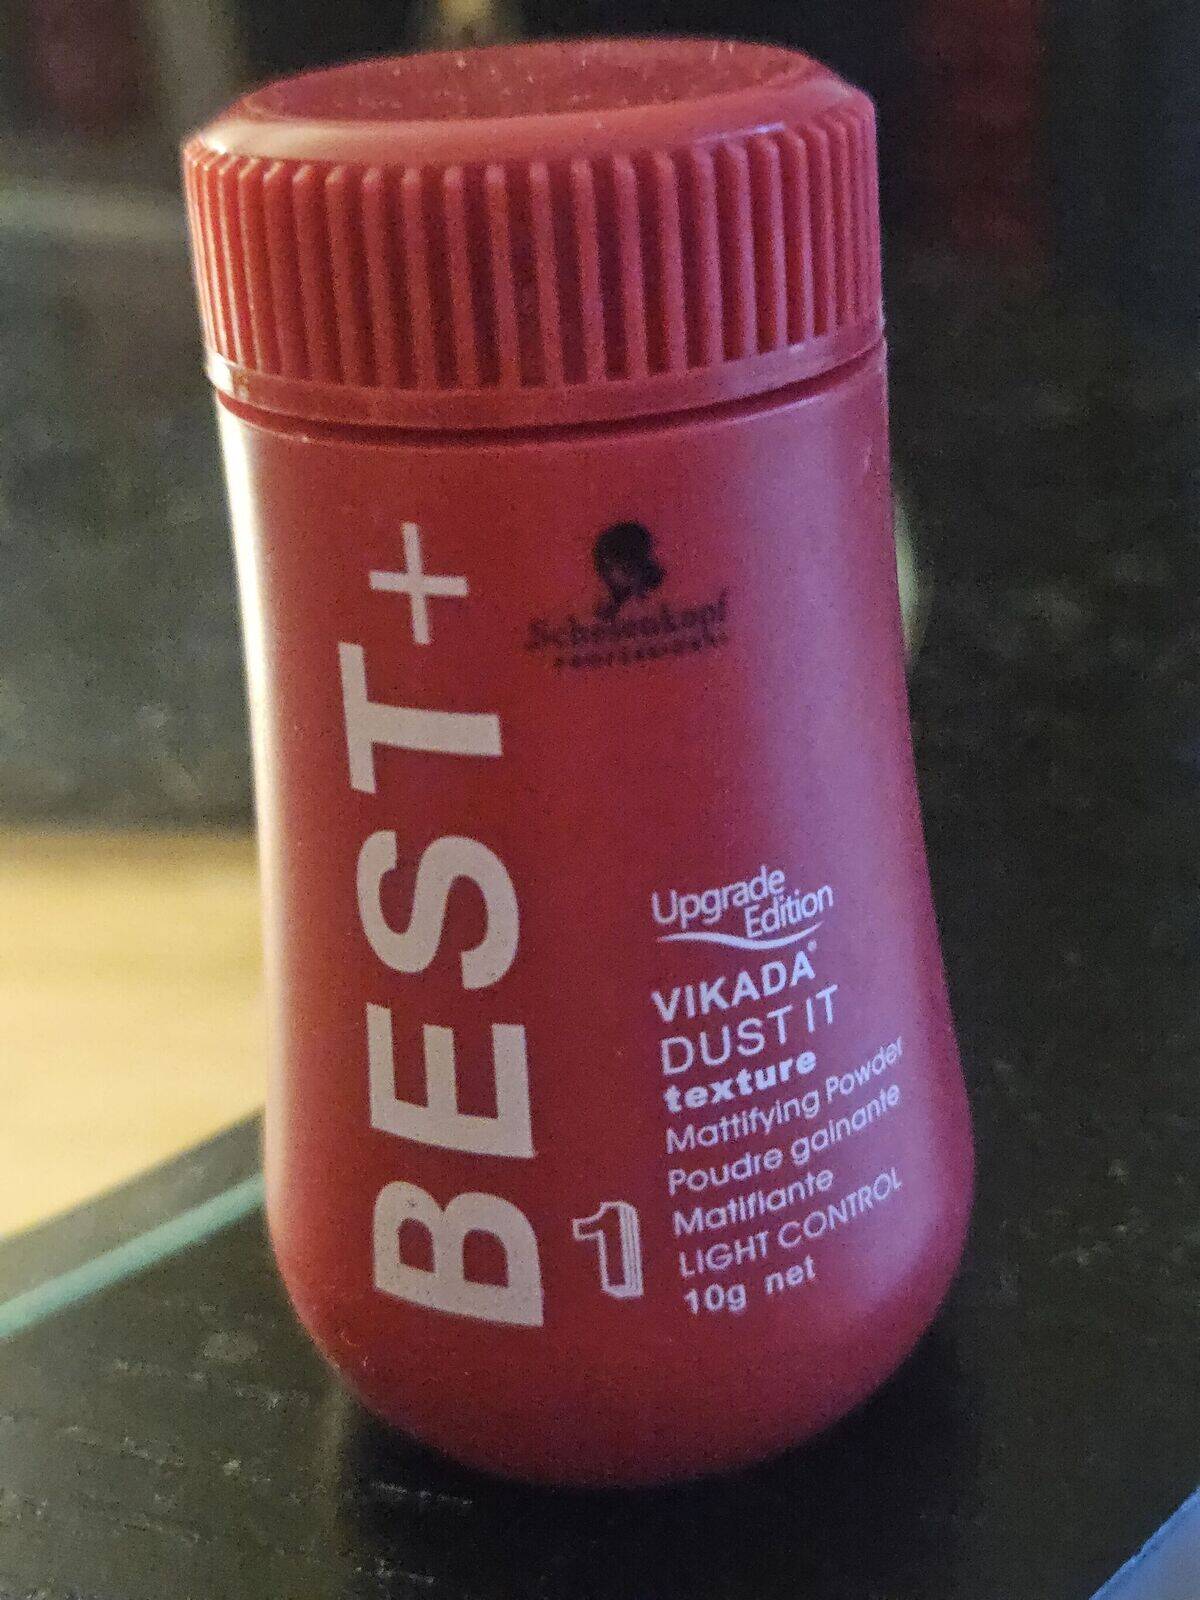 BEST+
Upgrade
Edition
VIKADA®
DUST IT
texture
Mattifying Powder
Poudre gainante
Matifiante
1 LIGHT CONTROL
10g net